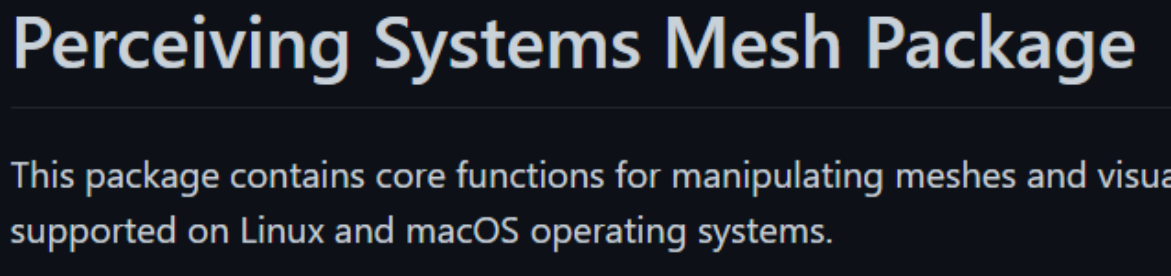 Perceiving Systems Mesh Package
This package contains core functions for manipulating meshes and
supported on Linux and macOS operating systems.